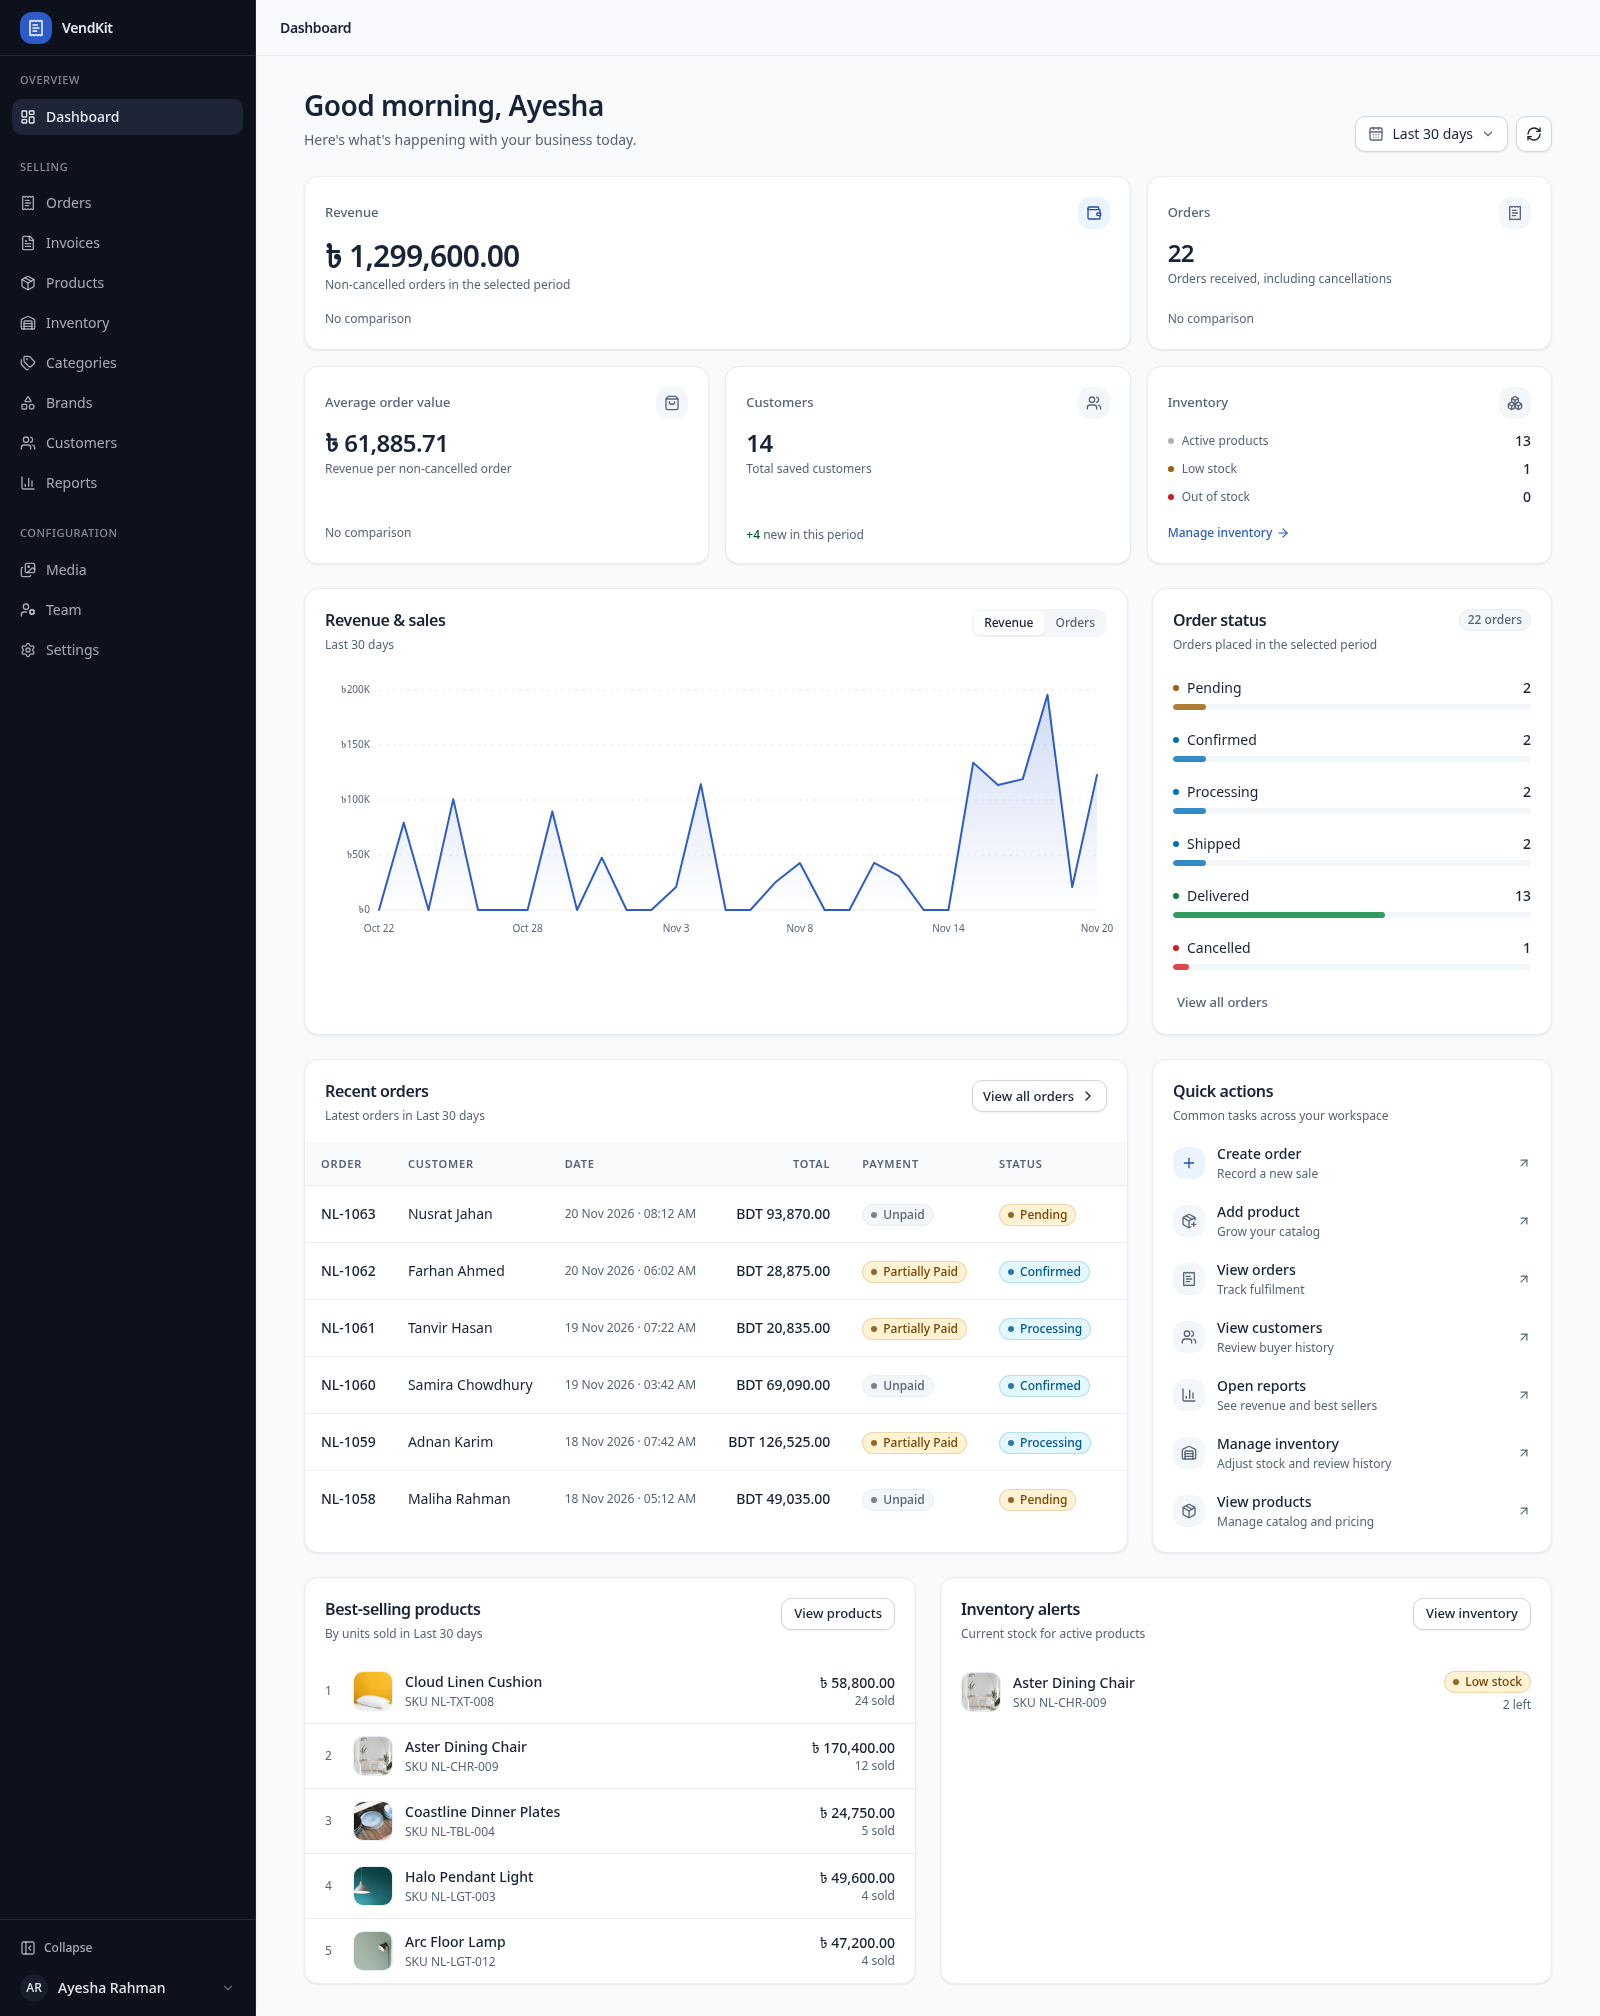 VendKit
OVERVIEW
Dashboard
SELLING
Orders
Invoices
Products
Inventory
Categories
Brands
Customers
Reports
CONFIGURATION
Media
Team
Settings
Collapse
AR Ayesha Rahman
Dashboard
Good morning, Ayesha
Here's what's happening with your business today.
Last 30 days
Revenue
৳ 1,299,600.00
Non-cancelled orders in the selected period
No comparison
Orders
22
Orders received, including cancellations
No comparison
Average order value
৳ 61,885.71
Revenue per non-cancelled order
No comparison
Customers
14
Total saved customers
+4 new in this period
Inventory
Active products 13
Low stock 1
Out of stock 0
Manage inventory
Revenue & sales
Last 30 days
Revenue Orders
৳200K
৳150K
৳100K
৳50K
৳0
Oct 22 Oct 28 Nov 3 Nov 8 Nov 14 Nov 20
Order status
22 orders
Orders placed in the selected period
Pending 2
Confirmed 2
Processing 2
Shipped 2
Delivered 13
Cancelled 1
View all orders
Recent orders
Latest orders in Last 30 days
View all orders
ORDER CUSTOMER DATE TOTAL PAYMENT STATUS
NL-1063 Nusrat Jahan 20 Nov 2026 · 08:12 AM BDT 93,870.00 Unpaid Pending
NL-1062 Farhan Ahmed 20 Nov 2026 · 06:02 AM BDT 28,875.00 Partially Paid Confirmed
NL-1061 Tanvir Hasan 19 Nov 2026 · 07:22 AM BDT 20,835.00 Partially Paid Processing
NL-1060 Samira Chowdhury 19 Nov 2026 · 03:42 AM BDT 69,090.00 Unpaid Confirmed
NL-1059 Adnan Karim 18 Nov 2026 · 07:42 AM BDT 126,525.00 Partially Paid Processing
NL-1058 Maliha Rahman 18 Nov 2026 · 05:12 AM BDT 49,035.00 Unpaid Pending
Quick actions
Common tasks across your workspace
Create order
Record a new sale
Add product
Grow your catalog
View orders
Track fulfilment
View customers
Review buyer history
Open reports
See revenue and best sellers
Manage inventory
Adjust stock and review history
View products
Manage catalog and pricing
Best-selling products
By units sold in Last 30 days
View products
1 Cloud Linen Cushion ৳ 58,800.00
SKU NL-TXT-008 24 sold
2 Aster Dining Chair ৳ 170,400.00
SKU NL-CHR-009 12 sold
3 Coastline Dinner Plates ৳ 24,750.00
SKU NL-TBL-004 5 sold
4 Halo Pendant Light ৳ 49,600.00
SKU NL-LGT-003 4 sold
5 Arc Floor Lamp ৳ 47,200.00
SKU NL-LGT-012 4 sold
Inventory alerts
Current stock for active products
View inventory
Aster Dining Chair Low stock
SKU NL-CHR-009 2 left